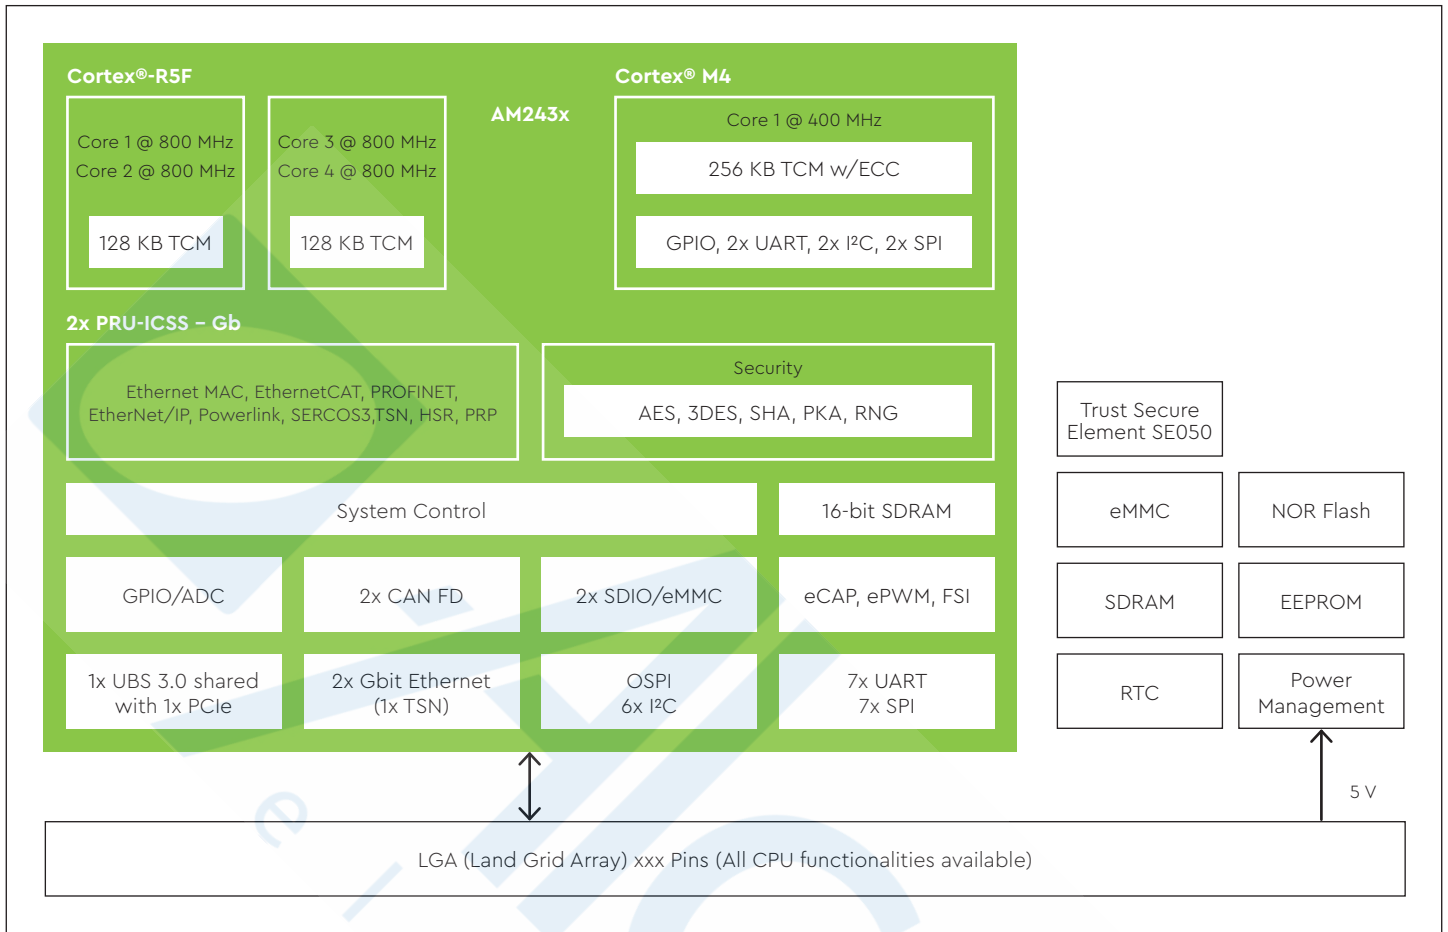 Cortex®-R5F
Core 1 @ 800 MHz
Core 2 @ 800 MHz
128 KB TCM
Core 3 @ 800 MHz
Core 4 @ 800 MHz
128 KB TCM
AM243x
Cortex® M4
Core 1 @ 400 MHz
256 KB TCM w/ECC
GPIO, 2x UART, 2x I²C, 2x SPI
2x PRU-ICSS – Gb
Ethernet MAC, EthernetCAT, PROFINET,
EtherNet/IP, Powerlink, SERCOS3,TSN, HSR, PRP
Security
AES, 3DES, SHA, PKA, RNG
System Control
16-bit SDRAM
GPIO/ADC
2x CAN FD
2x SDIO/eMMC
eCAP, ePWM, FSI
1x UBS 3.0 shared
with 1x PCIe
2x Gbit Ethernet
(1x TSN)
OSPI
6x I²C
7x UART
7x SPI
Trust Secure
Element SE050
eMMC
NOR Flash
SDRAM
EEPROM
RTC
Power
Management
5 V
LGA (Land Grid Array) xxx Pins (All CPU functionalities available)